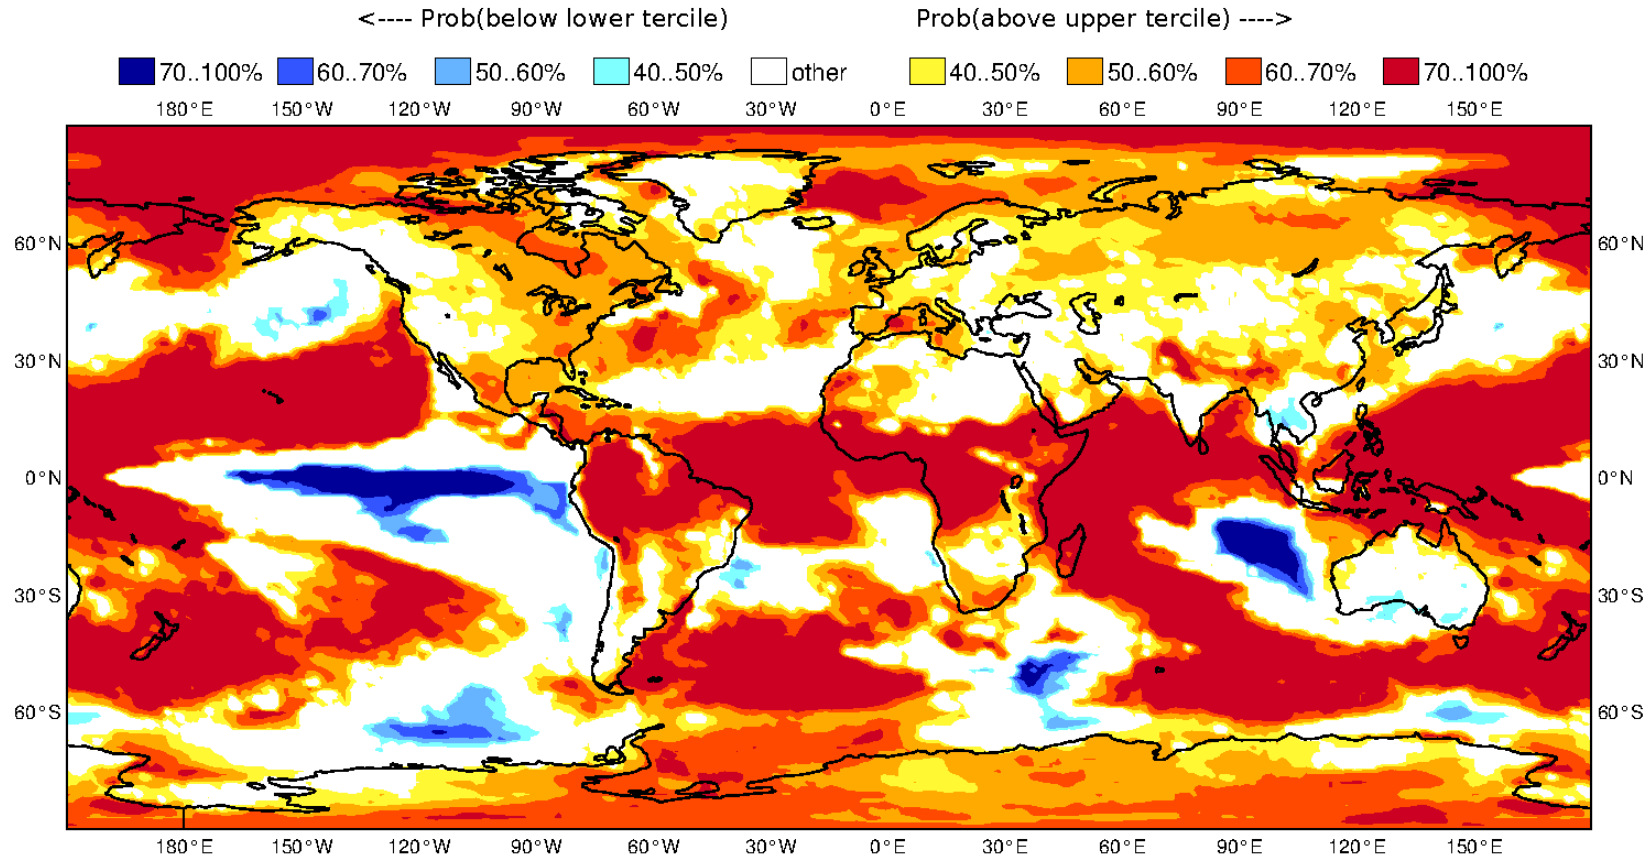 <---- Prob(below lower tercile) Prob(above upper tercile) ---->
70..100% 60..70% 50..60% 40..50% other 40..50% 50..60% 60..70% 70..100%
180°E 150°W 120°W 90°W 60°W 30°W 0°E 30°E 60°E 90°E 120°E 150°E
60°N 60°N
30°N 30°N
0°N 0°N
30°S 30°S
60°S 60°S
180°E 150°W 120°W 90°W 60°W 30°W 0°E 30°E 60°E 90°E 120°E 150°E